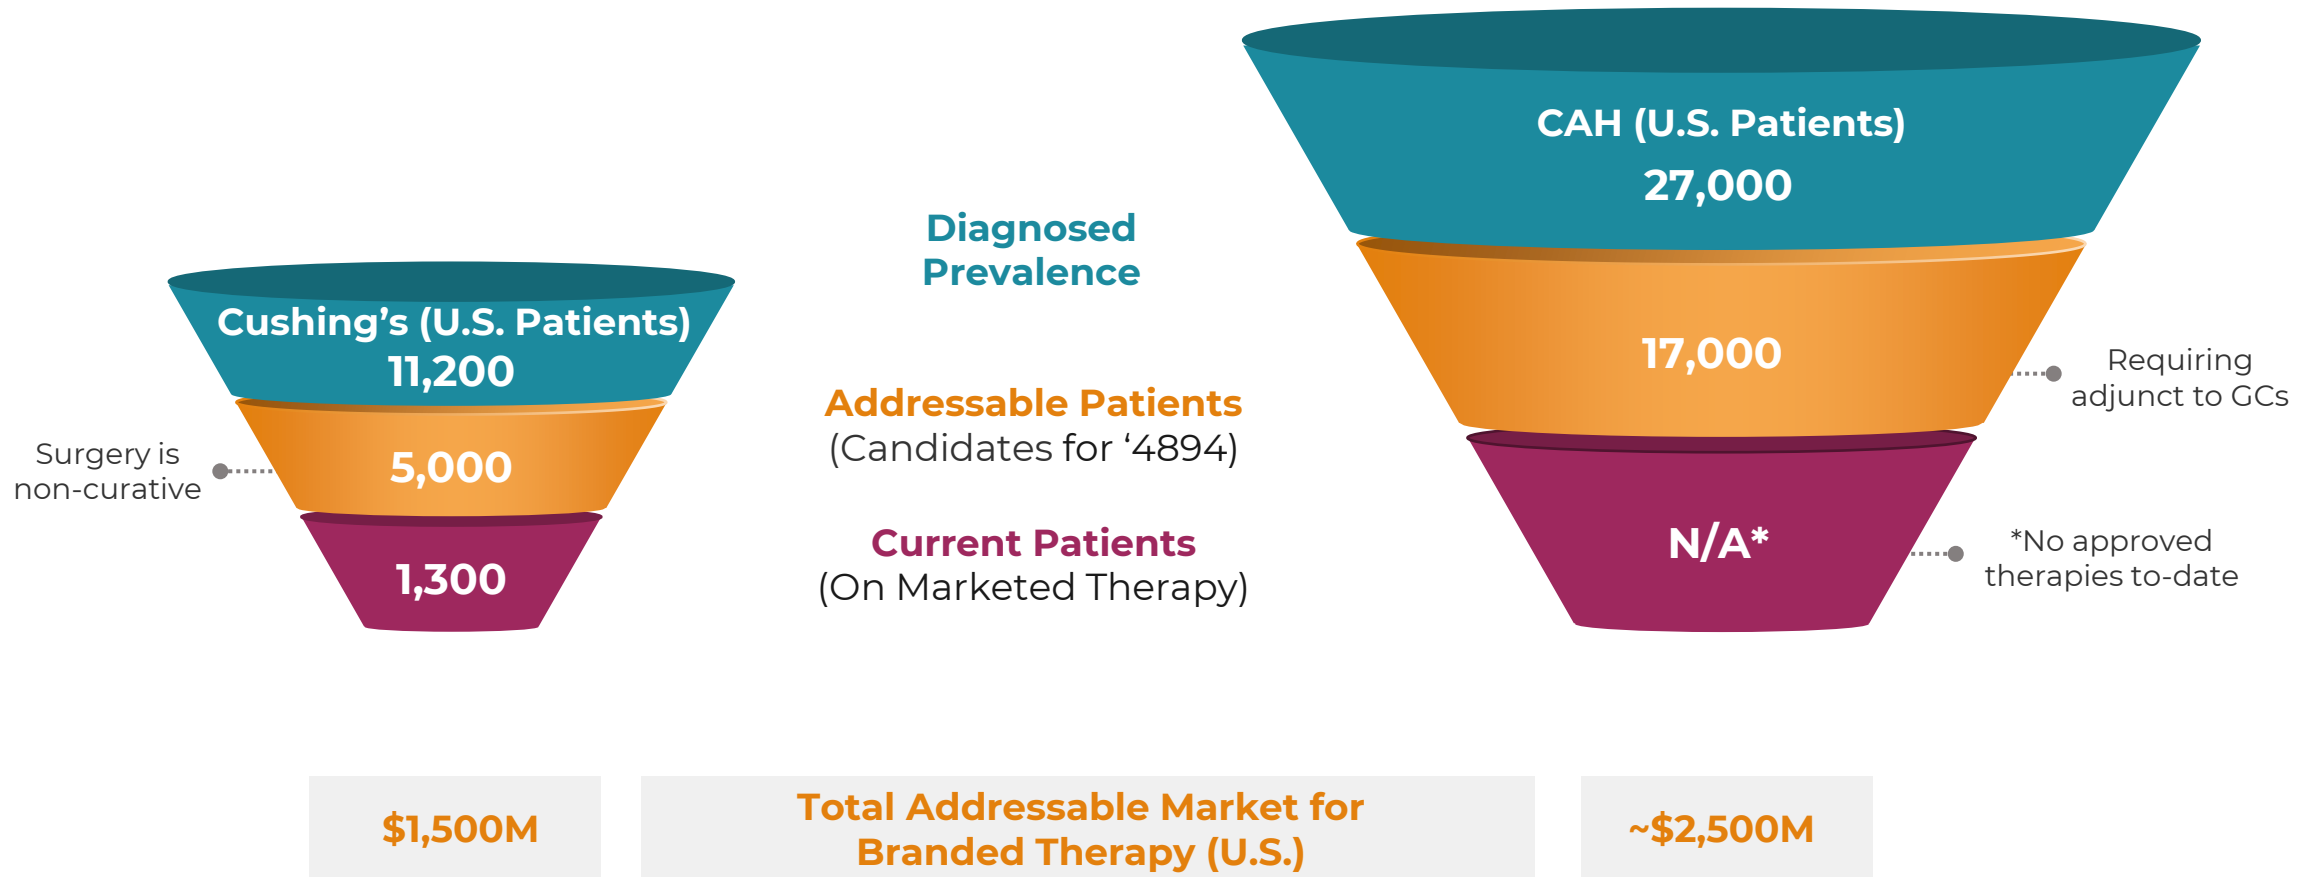 CAH (U.S. Patients)
27,000
Diagnosed
Prevalence
Cushing’s (U.S. Patients)
11,200
17,000
Requiring
adjunct to GCs
Addressable Patients
(Candidates for ‘4894)
Surgery is
non-curative
5,000
Current Patients
(On Marketed Therapy)
1,300
N/A*
*No approved
therapies to-date
$1,500M
Total Addressable Market for
Branded Therapy (U.S.)
~$2,500M